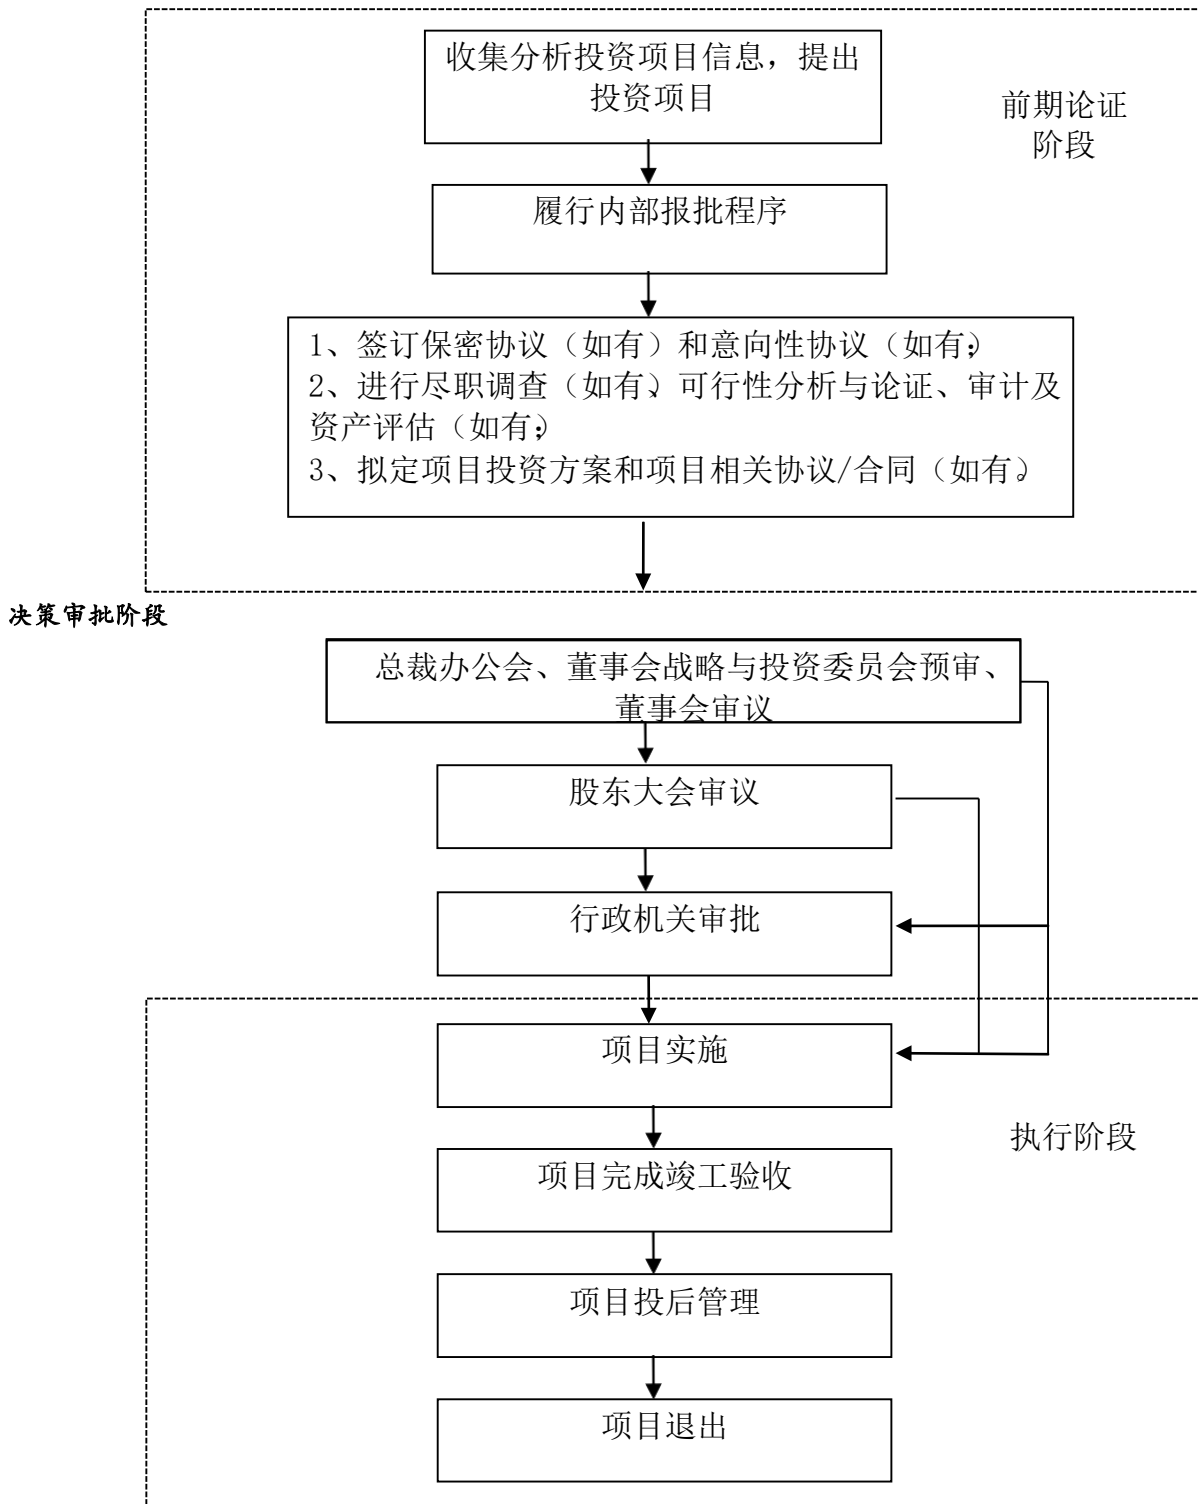 收集分析投资项目信息，提出
投资项目
前期论证
阶段
履行内部报批程序
1、签订保密协议（如有）和意向性协议（如有）；
2、进行尽职调查（如有）、可行性分析与论证、审计及
资产评估（如有）；
3、拟定项目投资方案和项目相关协议/合同（如有）。
决策审批阶段
总裁办公会、董事会战略与投资委员会预审、
董事会审议
股东大会审议
行政机关审批
项目实施
执行阶段
项目完成竣工验收
项目投后管理
项目退出